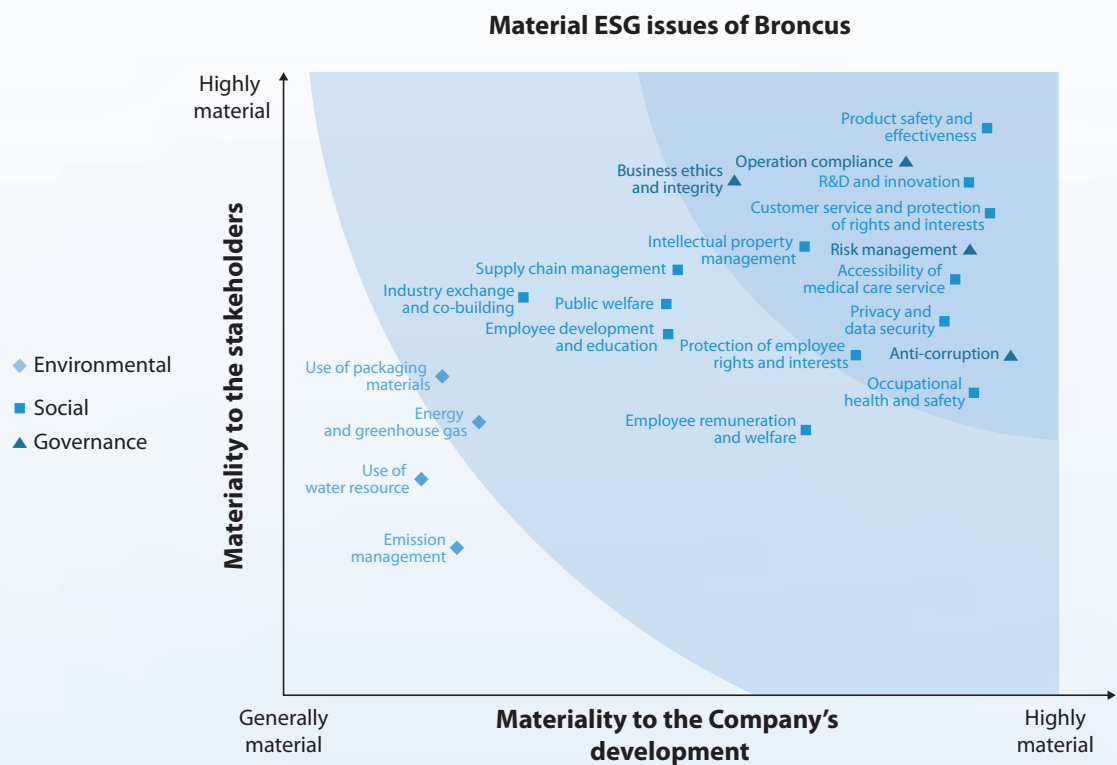 Material ESG issues of Broncus
Highly
material
Materiality to the stakeholders
Product safety and
effectiveness
Operation compliance
Business ethics
and integrity
R&D and innovation
Customer service and protection
of rights and interests
Intellectual property
management
Risk management
Supply chain management
Accessibility of
medical care service
Industry exchange
and co-building
Public welfare
Privacy and
data security
Employee development
and education
Protection of employee
rights and interests
Anti-corruption
Use of packaging
materials
Occupational
health and safety
Energy
and greenhouse gas
Employee remuneration
and welfare
Use of
water resource
Emission
management
Environmental
Social
Governance
Generally
material
Materiality to the Company’s
development
Highly
material